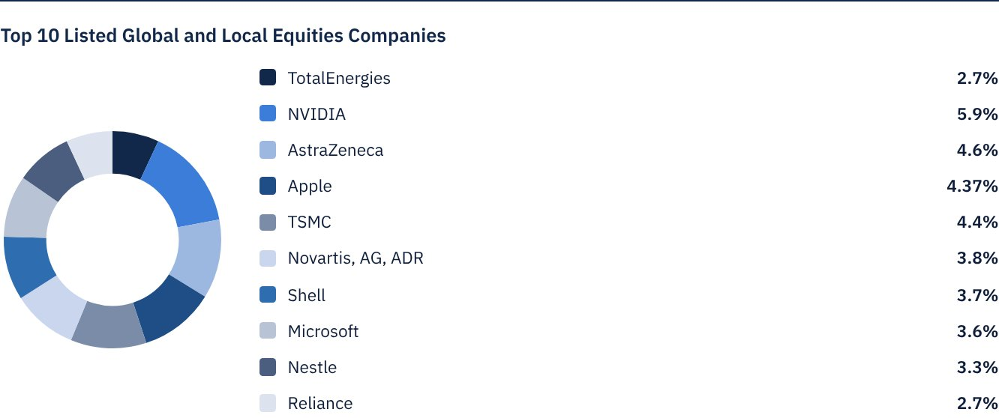 Top 10 Listed Global and Local Equities Companies
TotalEnergies 2.7%
NVIDIA 5.9%
AstraZeneca 4.6%
Apple 4.37%
TSMC 4.4%
Novartis, AG, ADR 3.8%
Shell 3.7%
Microsoft 3.6%
Nestle 3.3%
Reliance 2.7%